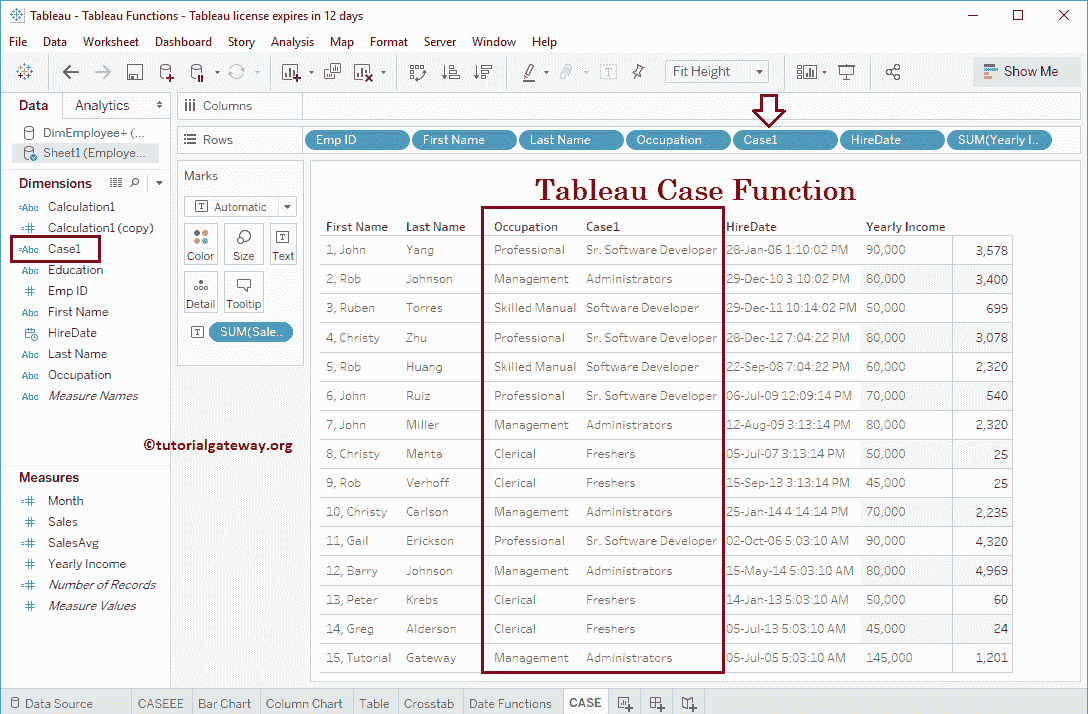 Tableau - Tableau Functions - Tableau license expires in 12 days
File Data Worksheet Dashboard Story Analysis Map Format Server Window Help
Fit Height
Show Me
Data Analytics
Columns
DimEmployee+ (...
Sheet1 (Employe...
Rows
Emp ID First Name Last Name Occupation Case1 HireDate SUM(Yearly I..
Dimensions
Calculation1
Calculation1 (copy)
Case1
Education
Emp ID
First Name
HireDate
Last Name
Occupation
Measure Names
©tutorialgateway.org
Measures
Month
Sales
SalesAvg
Yearly Income
Number of Records
Measure Values
Marks
Automatic
Color Size Text
Detail Tooltip
SUM(Sale..
Tableau Case Function
First Name Last Name Occupation Case1 HireDate Yearly Income
1, John Yang Professional Sr. Software Developer 28-Jan-06 1:10:02 PM 90,000 3,578
2, Rob Johnson Management Administrators 29-Dec-10 3:10:02 PM 80,000 3,400
3, Ruben Torres Skilled Manual Software Developer 29-Dec-11 10:14:02 PM 50,000 699
4, Christy Zhu Professional Sr. Software Developer 28-Dec-12 7:04:22 PM 80,000 3,078
5, Rob Huang Skilled Manual Software Developer 22-Sep-08 7:04:22 PM 60,000 2,320
6, John Ruiz Professional Sr. Software Developer 06-Jul-09 12:09:14 PM 70,000 540
7, John Miller Management Administrators 12-Aug-09 3:13:14 PM 80,000 2,320
8, Christy Mehta Clerical Freshers 05-Jul-07 3:13:14 PM 50,000 25
9, Rob Verhoff Clerical Freshers 15-Sep-13 3:13:14 PM 45,000 25
10, Christy Carlson Management Administrators 25-Jan-14 4:14:14 PM 70,000 2,235
11, Gail Erickson Professional Sr. Software Developer 02-Oct-06 5:03:10 AM 90,000 4,320
12, Barry Johnson Management Administrators 15-May-14 5:03:10 AM 80,000 4,969
13, Peter Krebs Clerical Freshers 14-Jan-13 5:03:10 AM 50,000 60
14, Greg Alderson Clerical Freshers 05-Jul-13 5:03:10 AM 45,000 24
15, Tutorial Gateway Management Administrators 05-Jul-05 5:03:10 AM 145,000 1,201
Data Source CASEEE Bar Chart Column Chart Table Crosstab Date Functions CASE